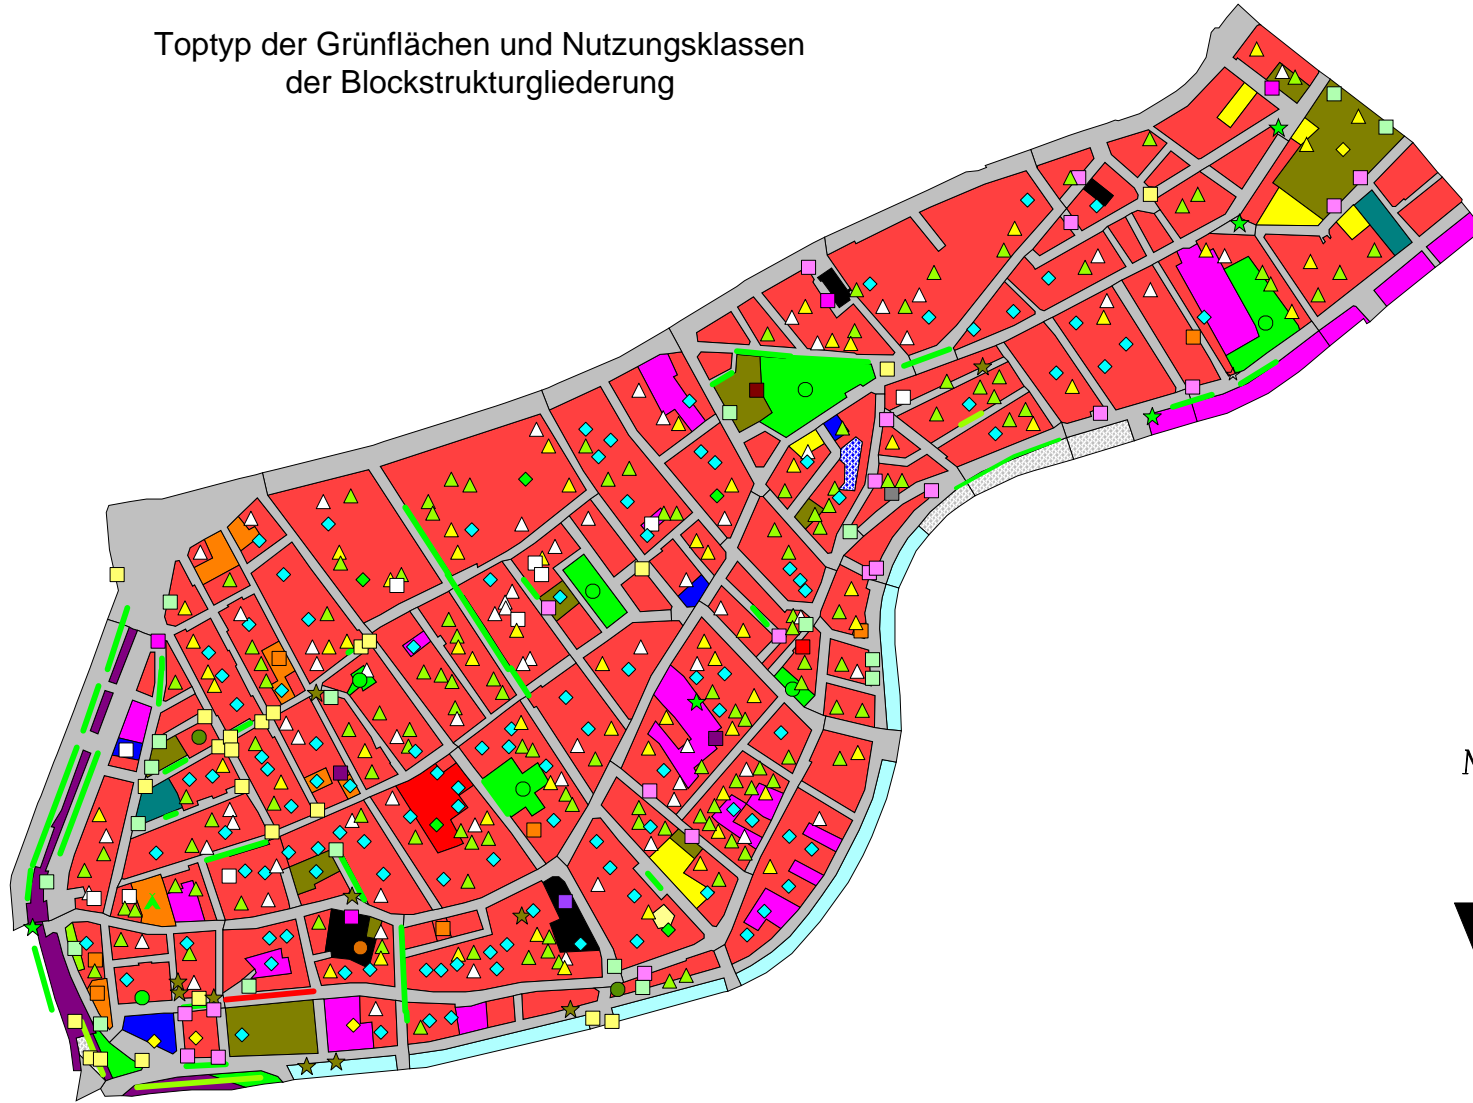 Toptyp der Grünflächen und Nutzungsklassen
der Blockstrukturgliederung